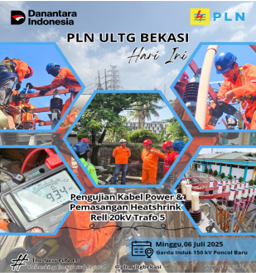 Danantara
Indonesia
PLN
PLN ULTG BEKASI
Hari Ini
934
Pengujian Kabel Power &
Pemasangan Heatshrink
Rell 20kV Trafo 5
Minggu,06 Juli 2025
Gardu Induk 150 kV Poncol Baru